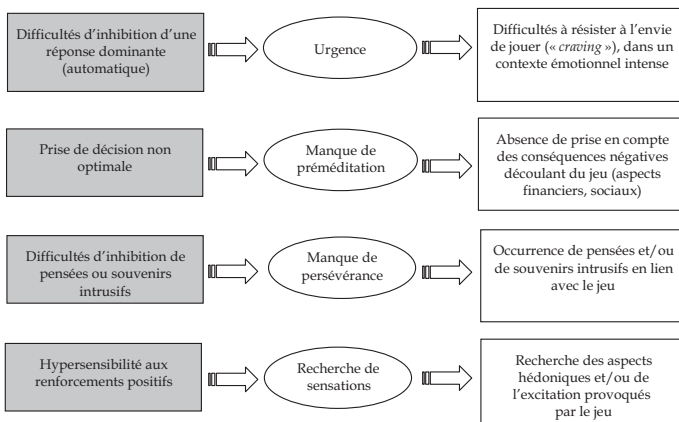 Difficultés d'inhibition d'une
réponse dominante
(automatique)
Urgence
Difficultés à résister à l'envie
de jouer (« craving »), dans un
contexte émotionnel intense
Prise de décision non
optimale
Manque de
préméditation
Absence de prise en compte
des conséquences négatives
découlant du jeu (aspects
financiers, sociaux)
Difficultés d'inhibition de
pensées ou souvenirs
intrusifs
Manque de
persévérance
Occurrence de pensées et/ou
de souvenirs intrusifs en lien
avec le jeu
Hypersensibilité aux
renforcements positifs
Recherche de
sensations
Recherche des aspects
hédoniques et/ou de
l'excitation provoqués
par le jeu